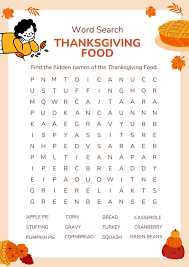 Word Search
THANKSGIVING
FOOD
Find the hidden names of the Thanksgiving Food.
P N M T O I C A N U C C
U S T U F F I N G H O R
M Q W R C A J T A A R A
P U D K A N C A U N N N
K A A E G R A V Y U B B
I S P Y A S S I T S R E
I P E B C B R E A D D Y
G R E E N B E A N S E L
APPLE PIE CORN BREAD CASSEROLE
STUFFING GRAVY TURKEY CRANBERRY
PUMPKIN PIE CORNBREAD SQUASH GREEN BEANS